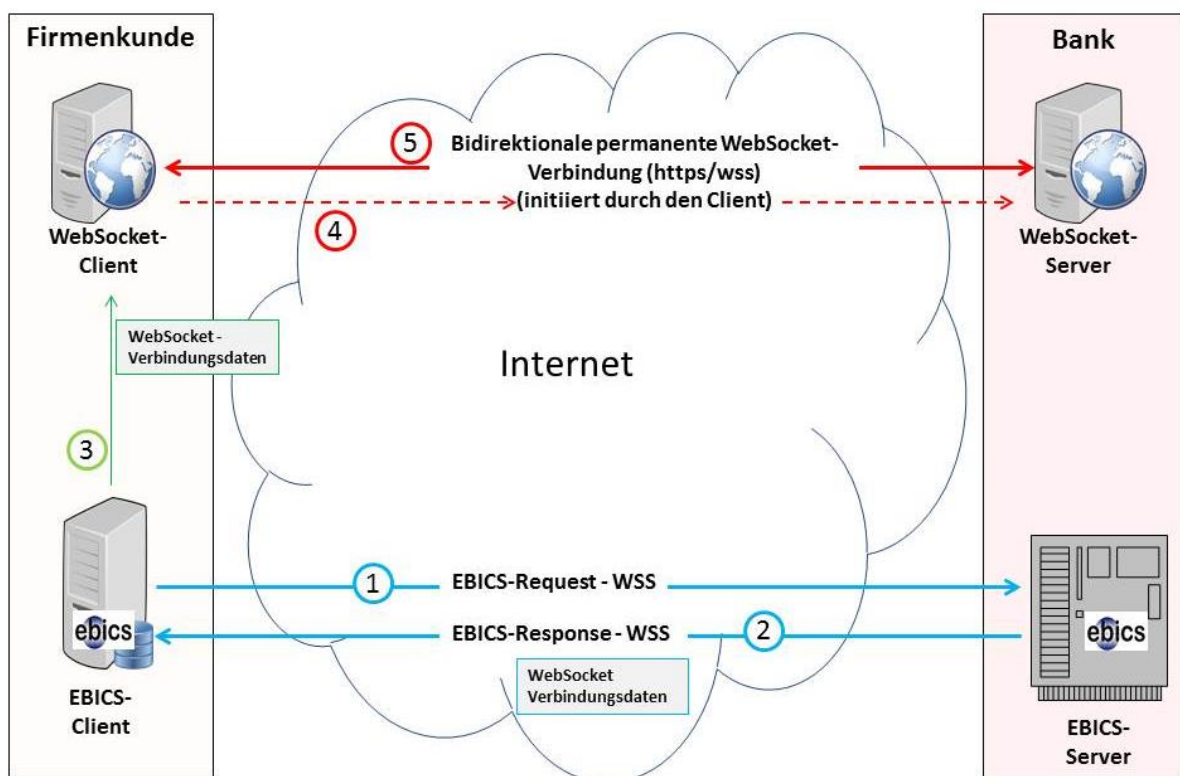 Firmenkunde
Bank
5
Bidirektionale permanente WebSocket-
Verbindung (https/wss)
(initiiert durch den Client)
4
WebSocket-
Client
WebSocket-
Server
WebSocket -
Verbindungsdaten
Internet
3
1
EBICS-Request - WSS
EBICS-Response - WSS
2
ebics
ebics
WebSocket
Verbindungsdaten
EBICS-
Client
EBICS-
Server